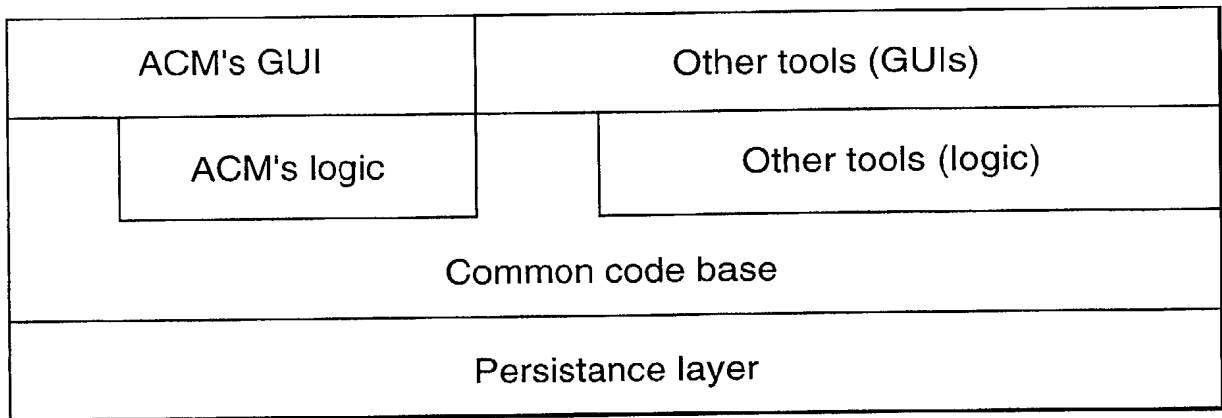 ACM's GUI
Other tools (GUIs)
ACM's logic
Other tools (logic)
Common code base
Persistance layer